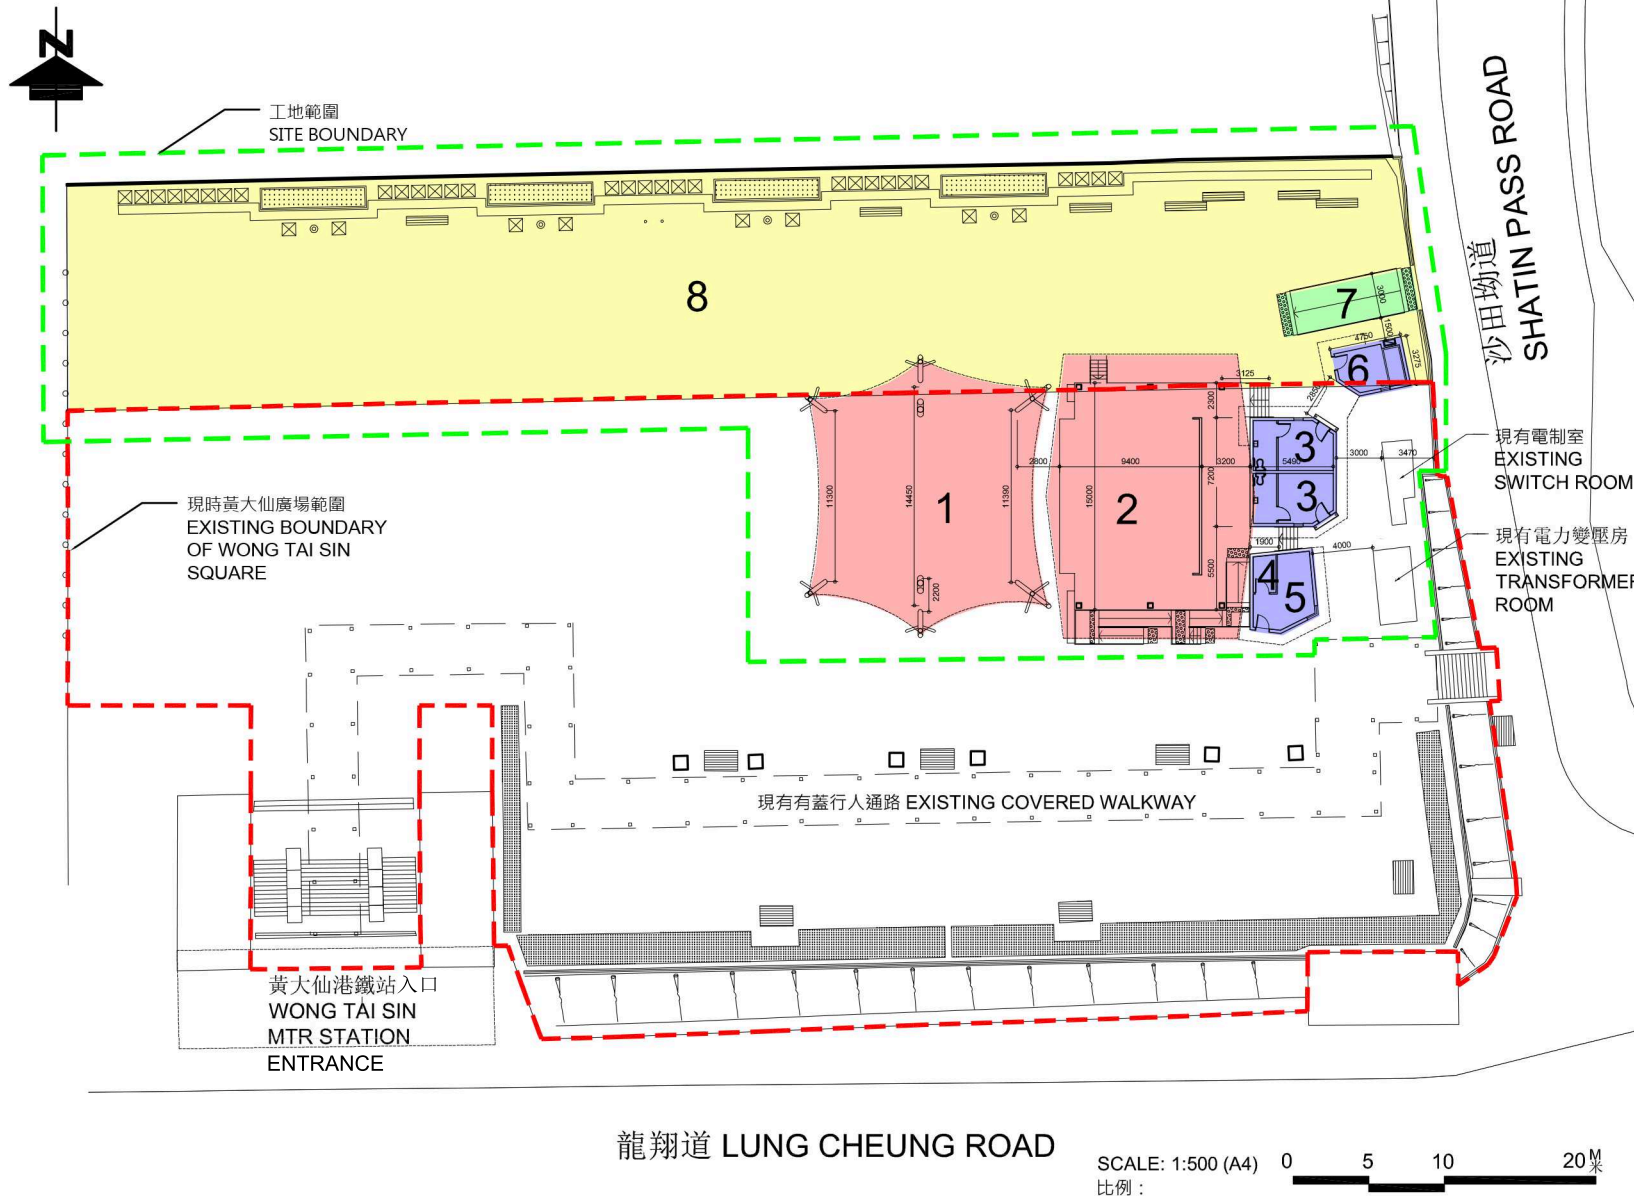 N
工地範圍
SITE BOUNDARY
沙田坳道
SHATIN PASS ROAD
8
7
3000
1500
4750
3275
6
3125
2850
2300
現有電制室
EXISTING
SWITCH ROOM
3
3
5490
3000
3470
2800
9400
3200
7200
現時黃大仙廣場範圍
EXISTING BOUNDARY
OF WONG TAI SIN
SQUARE
11300
14450
1
11390
15000
2
現有電力變壓房
EXISTING
TRANSFORMER
ROOM
1900
4000
5500
4
5
2200
現有有蓋行人通路 EXISTING COVERED WALKWAY
黃大仙港鐵站入口
WONG TAI SIN
MTR STATION
ENTRANCE
龍翔道 LUNG CHEUNG ROAD
SCALE: 1:500 (A4)
比例：
0 5 10 20 M
米